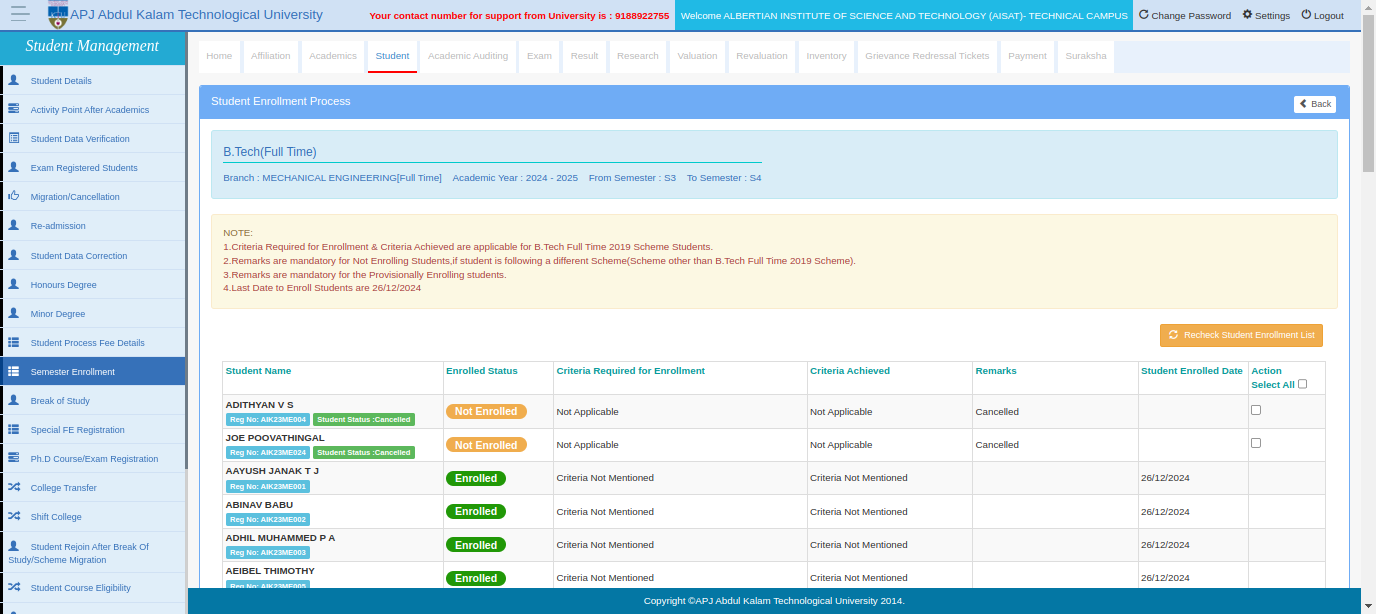 APJ Abdul Kalam Technological University
Your contact number for support from University is : 9188922755
Welcome ALBERTIAN INSTITUTE OF SCIENCE AND TECHNOLOGY (AISAT)- TECHNICAL CAMPUS
Change Password Settings Logout
Student Management
Home Affiliation Academics Student Academic Auditing Exam Result Research Valuation Revaluation Inventory Grievance Redressal Tickets Payment Suraksha
Student Details
Activity Point After Academics
Student Data Verification
Exam Registered Students
Migration/Cancellation
Re-admission
Student Data Correction
Honours Degree
Minor Degree
Student Process Fee Details
Semester Enrollment
Break of Study
Special FE Registration
Ph.D Course/Exam Registration
College Transfer
Shift College
Student Rejoin After Break Of
Study/Scheme Migration
Student Course Eligibility
Student Enrollment Process
Back
B.Tech(Full Time)
Branch : MECHANICAL ENGINEERING[Full Time] Academic Year : 2024 - 2025 From Semester : S3 To Semester : S4
NOTE:
1.Criteria Required for Enrollment & Criteria Achieved are applicable for B.Tech Full Time 2019 Scheme Students.
2.Remarks are mandatory for Not Enrolling Students,if student is following a different Scheme(Scheme other than B.Tech Full Time 2019 Scheme).
3.Remarks are mandatory for the Provisionally Enrolling students.
4.Last Date to Enroll Students are 26/12/2024
Recheck Student Enrollment List
Student Name Enrolled Status Criteria Required for Enrollment Criteria Achieved Remarks Student Enrolled Date Action
Select All
ADITHYAN V S
Reg No: AIK23ME004 Student Status :Cancelled Not Enrolled Not Applicable Not Applicable Cancelled
JOE POOVATHINGAL
Reg No: AIK23ME024 Student Status :Cancelled Not Enrolled Not Applicable Not Applicable Cancelled
AAYUSH JANAK T J
Reg No: AIK23ME001 Enrolled Criteria Not Mentioned Criteria Not Mentioned 26/12/2024
ABINAV BABU
Reg No: AIK23ME002 Enrolled Criteria Not Mentioned Criteria Not Mentioned 26/12/2024
ADHIL MUHAMMED P A
Reg No: AIK23ME003 Enrolled Criteria Not Mentioned Criteria Not Mentioned 26/12/2024
AEIBEL THIMOTHY
Reg No: AIK23ME005 Enrolled Criteria Not Mentioned Criteria Not Mentioned 26/12/2024
Copyright ©APJ Abdul Kalam Technological University 2014.